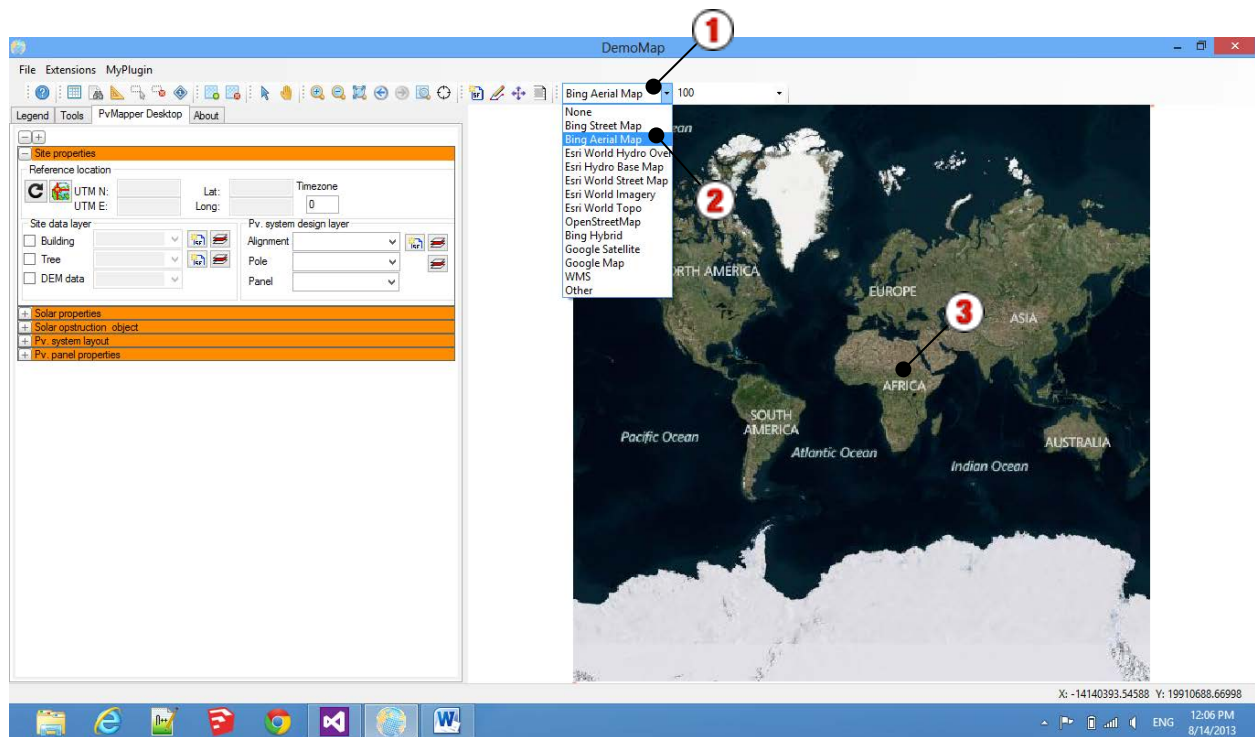 1
DemoMap
File Extensions MyPlugin
Bing Aerial Map 100
Legend Tools PvMapper Desktop About
None
Bing Street Map
Bing Aerial Map
Esri World Hydro Over
Esri Hydro Base Map
Esri World Street Map
Esri World Imagery
Esri World Topo
OpenStreetMap
Bing Hybrid
Google Satellite
Google Map
WMS
Other
2
Site properties
Reference location
UTM N: Lat: Timezone
UTM E: Long: 0
Site data layer Pv. system design layer
Building Alignment
Tree Pole
DEM data Panel
Solar properties
Solar opstruction object
Pv. system layout
Pv. panel properties
ean
RTH AMERICA
EUROPE
3
ASIA
AFRICA
SOUTH
AMERICA
Pacific Ocean
Atlantic Ocean
AUSTRALIA
Indian Ocean
X: -14140393.54588 Y: 19910688.66998
ENG 12:06 PM
8/14/2013